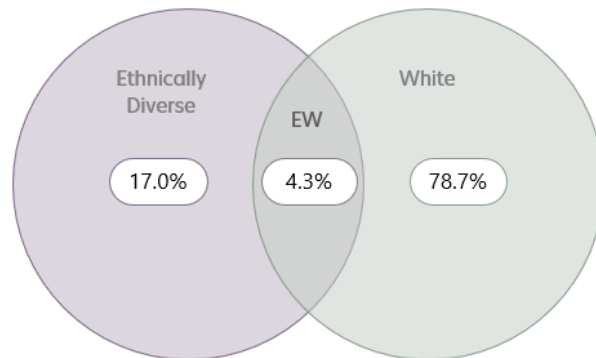 Ethnically
Diverse
White
EW
17.0%
4.3%
78.7%